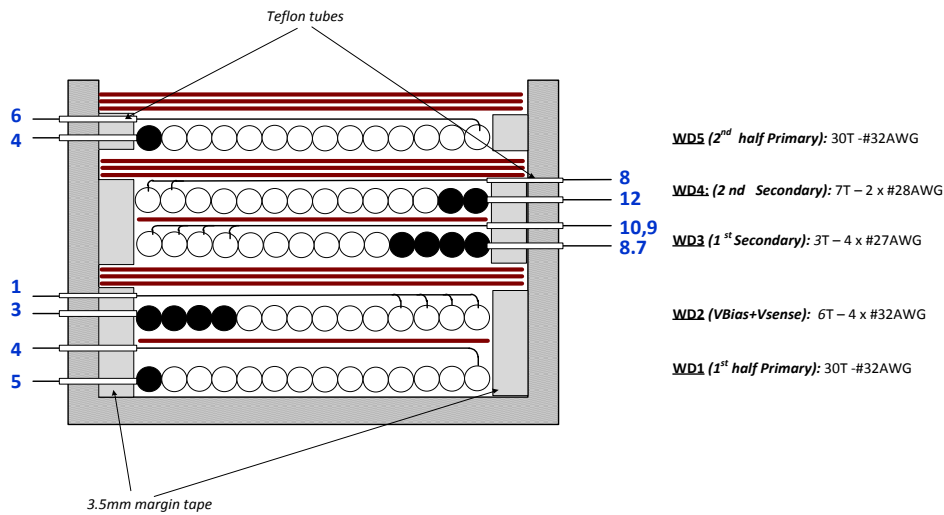 Teflon tubes
6
4
WD5 (2nd half Primary): 30T -#32AWG
8
12
WD4: (2 nd Secondary): 7T – 2 x #28AWG
10,9
8.7
WD3 (1 st Secondary): 3T – 4 x #27AWG
1
3
WD2 (VBias+Vsense): 6T – 4 x #32AWG
4
5
WD1 (1st half Primary): 30T -#32AWG
3.5mm margin tape